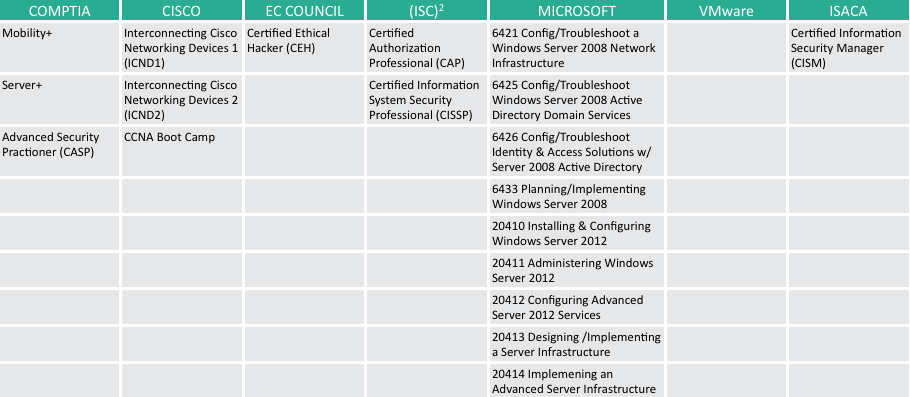 COMPTIA CISCO EC COUNCIL (ISC)² MICROSOFT VMware ISACA
Mobility+
Interconnecting Cisco
Networking Devices 1
(ICND1)
Certified Ethical
Hacker (CEH)
Certified
Authorization
Professional (CAP)
6421 Config/Troubleshoot a
Windows Server 2008 Network
Infrastructure
Certified Information
Security Manager
(CISM)
Server+
Interconnecting Cisco
Networking Devices 2
(ICND2)
Certified Information
System Security
Professional (CISSP)
6425 Config/Troubleshoot
Windows Server 2008 Active
Directory Domain Services
Advanced Security
Practioner (CASP)
CCNA Boot Camp
6426 Config/Troubleshoot
Identity & Access Solutions w/
Server 2008 Active Directory
6433 Planning/Implementing
Windows Server 2008
20410 Installing & Configuring
Windows Server 2012
20411 Administering Windows
Server 2012
20412 Configuring Advanced
Server 2012 Services
20413 Designing /Implementing
a Server Infrastructure
20414 Implemening an
Advanced Server Infrastructure